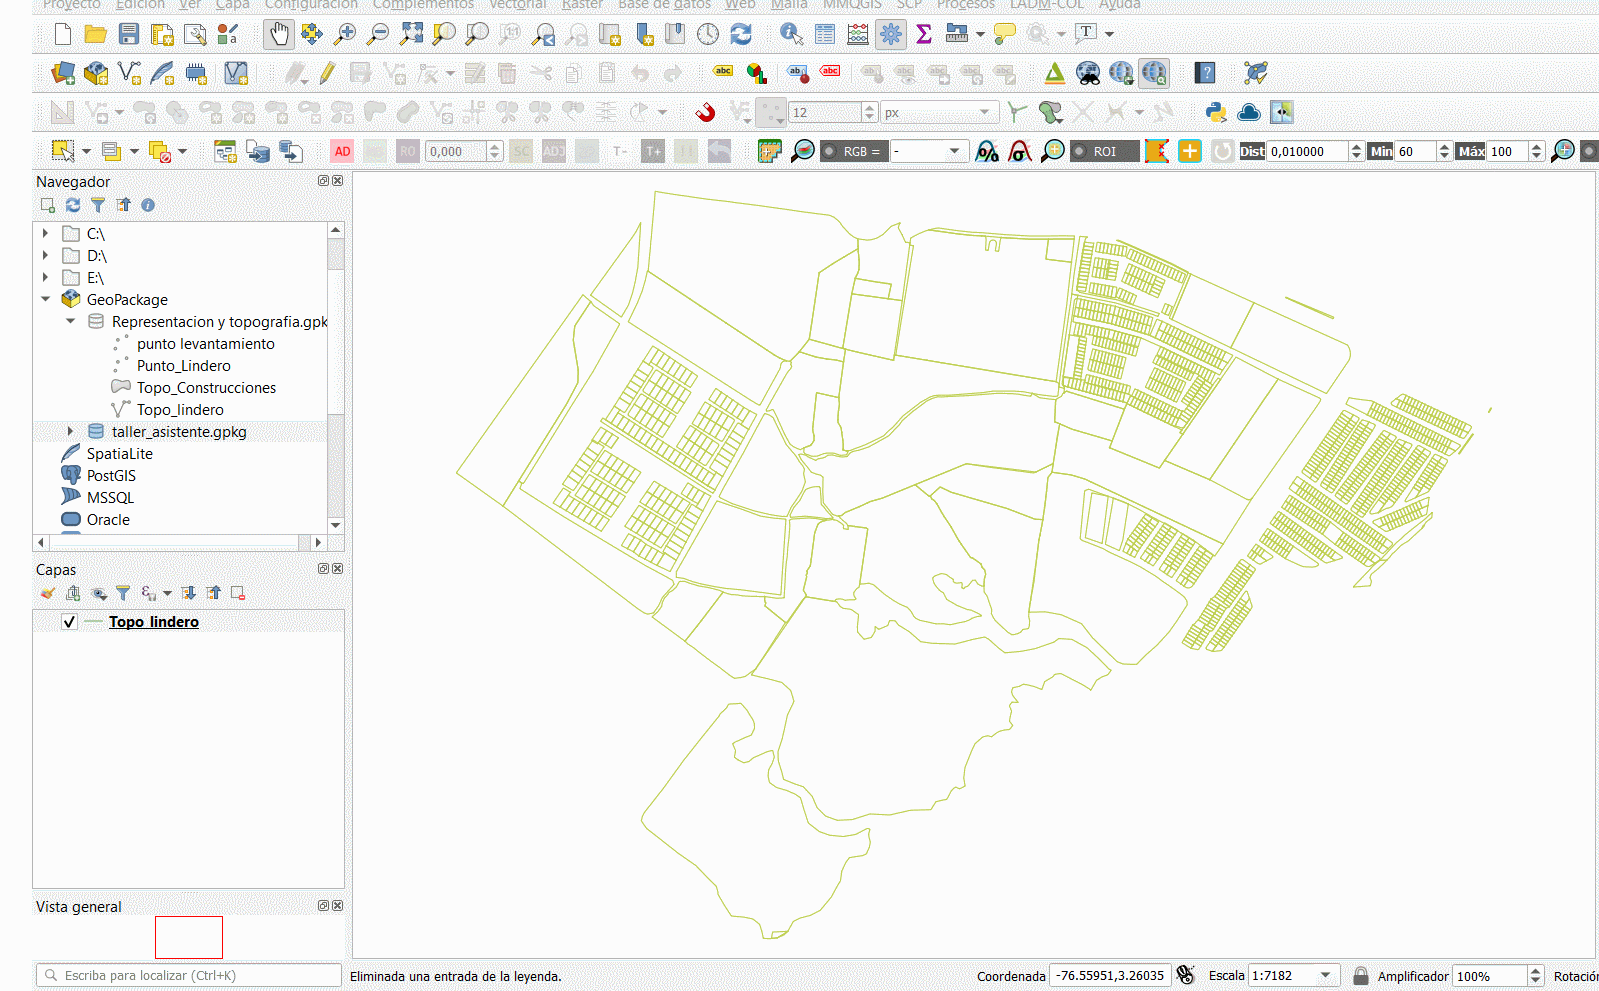 Proyecto Edición Ver Capa Configuración Complementos Vectorial Ráster Base de datos Web Malla MMQGIS SCP Procesos LADM-COL Ayuda
12 px
AD RO 0,000 SC ADJ T- T+ RGB = - ROI Dist 0,010000 Min 60 Máx 100
Navegador
C:\
D:\
E:\
GeoPackage
Representacion y topografia.gpk
punto levantamiento
Punto_Lindero
Topo_Construcciones
Topo_lindero
taller_asistente.gpkg
SpatiaLite
PostGIS
MSSQL
Oracle
Capas
Topo_lindero
Vista general
Escriba para localizar (Ctrl+K) Eliminada una entrada de la leyenda. Coordenada -76.55951,3.26035 Escala 1:7182 Amplificador 100% Rotación